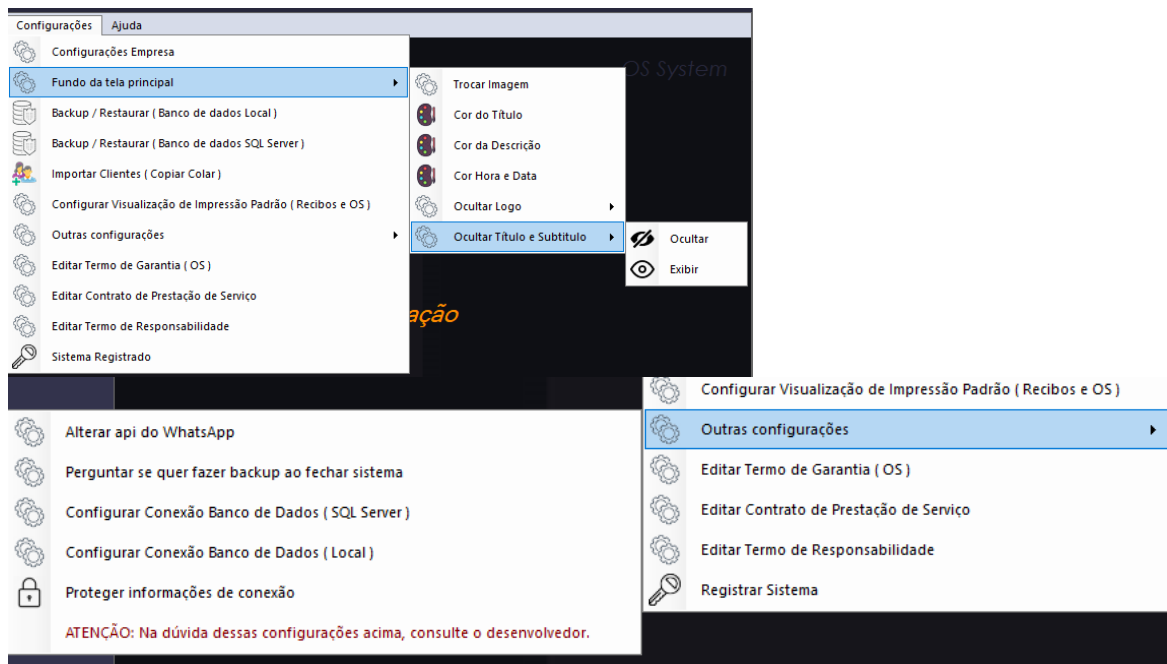 Configurações Ajuda
Configurações Empresa
OS System
Fundo da tela principal
Trocar Imagem
Backup / Restaurar ( Banco de dados Local )
Cor do Título
Backup / Restaurar ( Banco de dados SQL Server )
Cor da Descrição
Importar Clientes ( Copiar Colar )
Cor Hora e Data
Configurar Visualização de Impressão Padrão ( Recibos e OS )
Ocultar Logo
Outras configurações
Ocultar Título e Subtitulo
Ocultar
Editar Termo de Garantia ( OS )
Exibir
Editar Contrato de Prestação de Serviço
ação
Editar Termo de Responsabilidade
Sistema Registrado
Configurar Visualização de Impressão Padrão ( Recibos e OS )
Alterar api do WhatsApp
Outras configurações
Perguntar se quer fazer backup ao fechar sistema
Editar Termo de Garantia ( OS )
Configurar Conexão Banco de Dados ( SQL Server )
Editar Contrato de Prestação de Serviço
Configurar Conexão Banco de Dados ( Local )
Editar Termo de Responsabilidade
Proteger informações de conexão
Registrar Sistema
ATENÇÃO: Na dúvida dessas configurações acima, consulte o desenvolvedor.